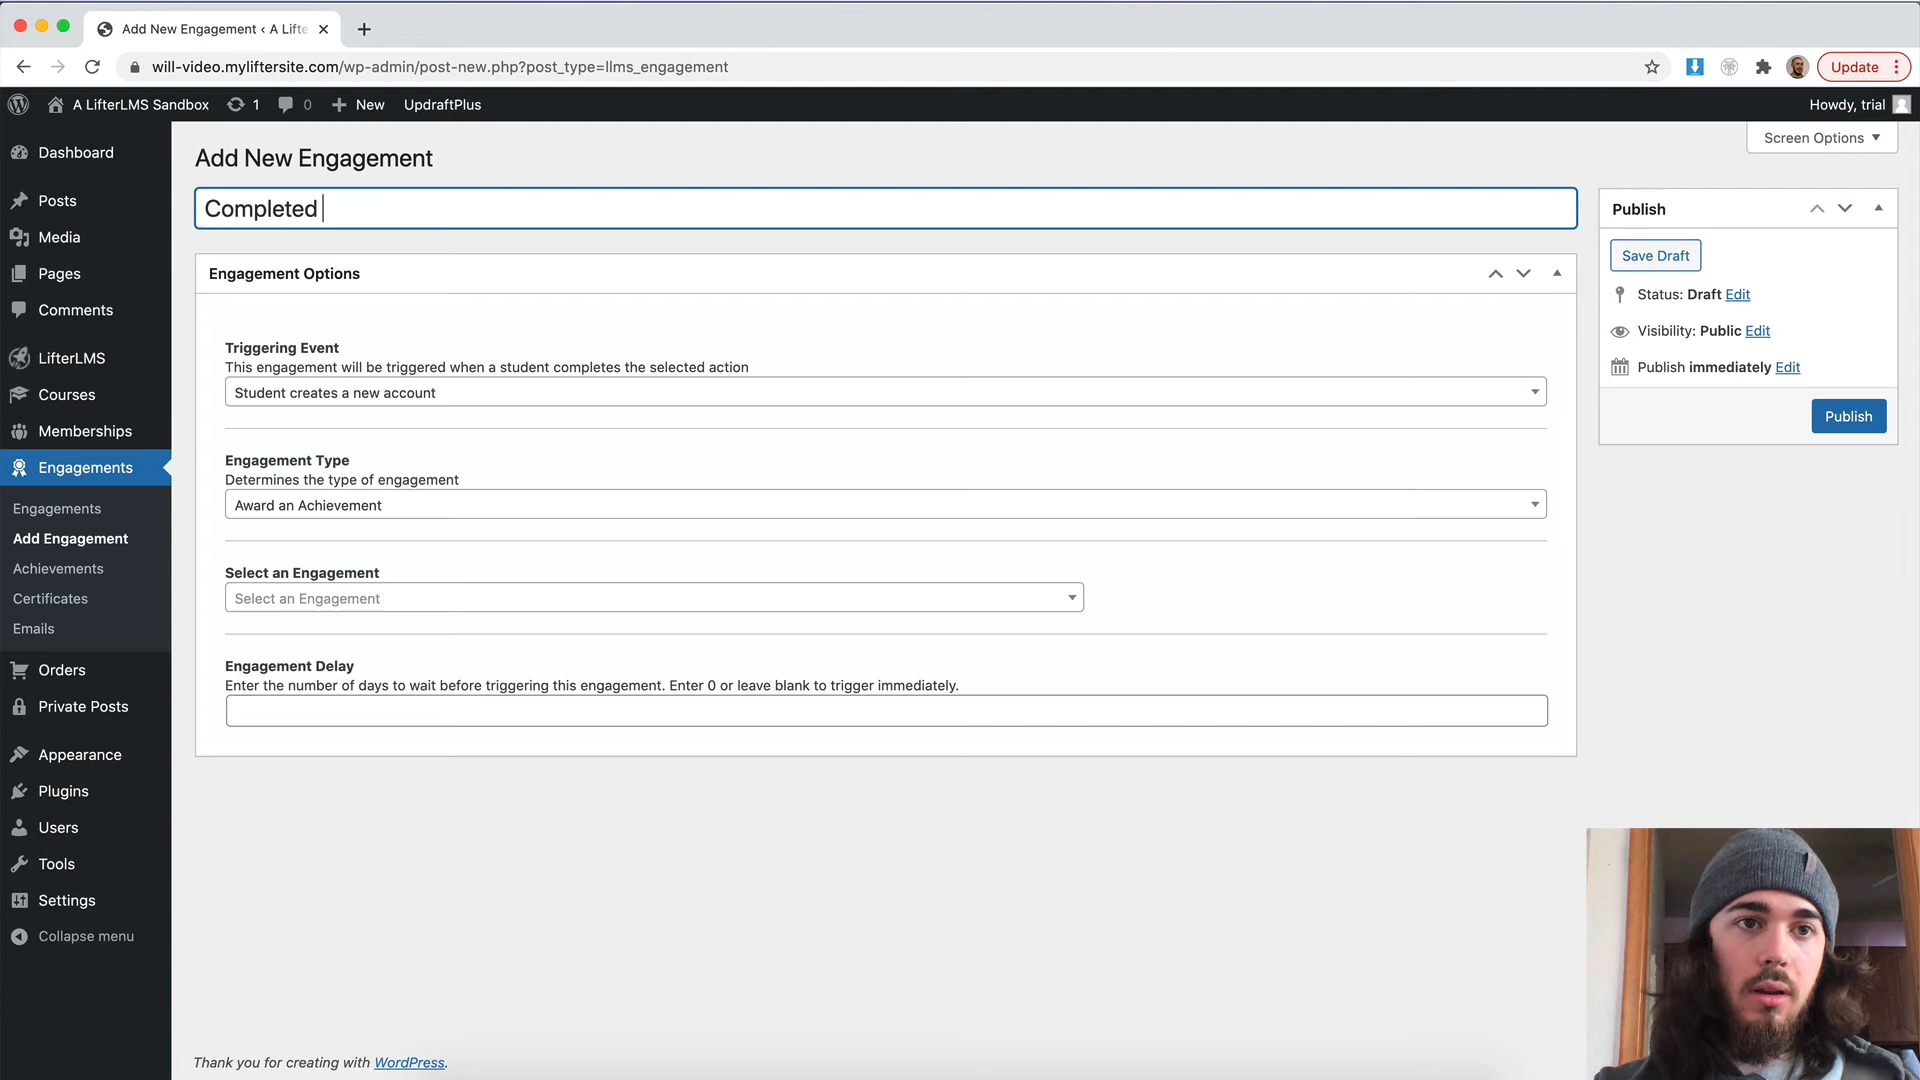 Add New Engagement ‹ A Lifte
will-video.myliftersite.com/wp-admin/post-new.php?post_type=llms_engagement
Update
A LifterLMS Sandbox
1
0
New
UpdraftPlus
Howdy, trial
Screen Options
Dashboard
Posts
Media
Pages
Comments
LifterLMS
Courses
Memberships
Engagements
Engagements
Add Engagement
Achievements
Certificates
Emails
Orders
Private Posts
Appearance
Plugins
Users
Tools
Settings
Collapse menu
Add New Engagement
Completed
Engagement Options
Triggering Event
This engagement will be triggered when a student completes the selected action
Student creates a new account
Engagement Type
Determines the type of engagement
Award an Achievement
Select an Engagement
Select an Engagement
Engagement Delay
Enter the number of days to wait before triggering this engagement. Enter 0 or leave blank to trigger immediately.
Publish
Save Draft
Status: Draft Edit
Visibility: Public Edit
Publish immediately Edit
Publish
Thank you for creating with WordPress.